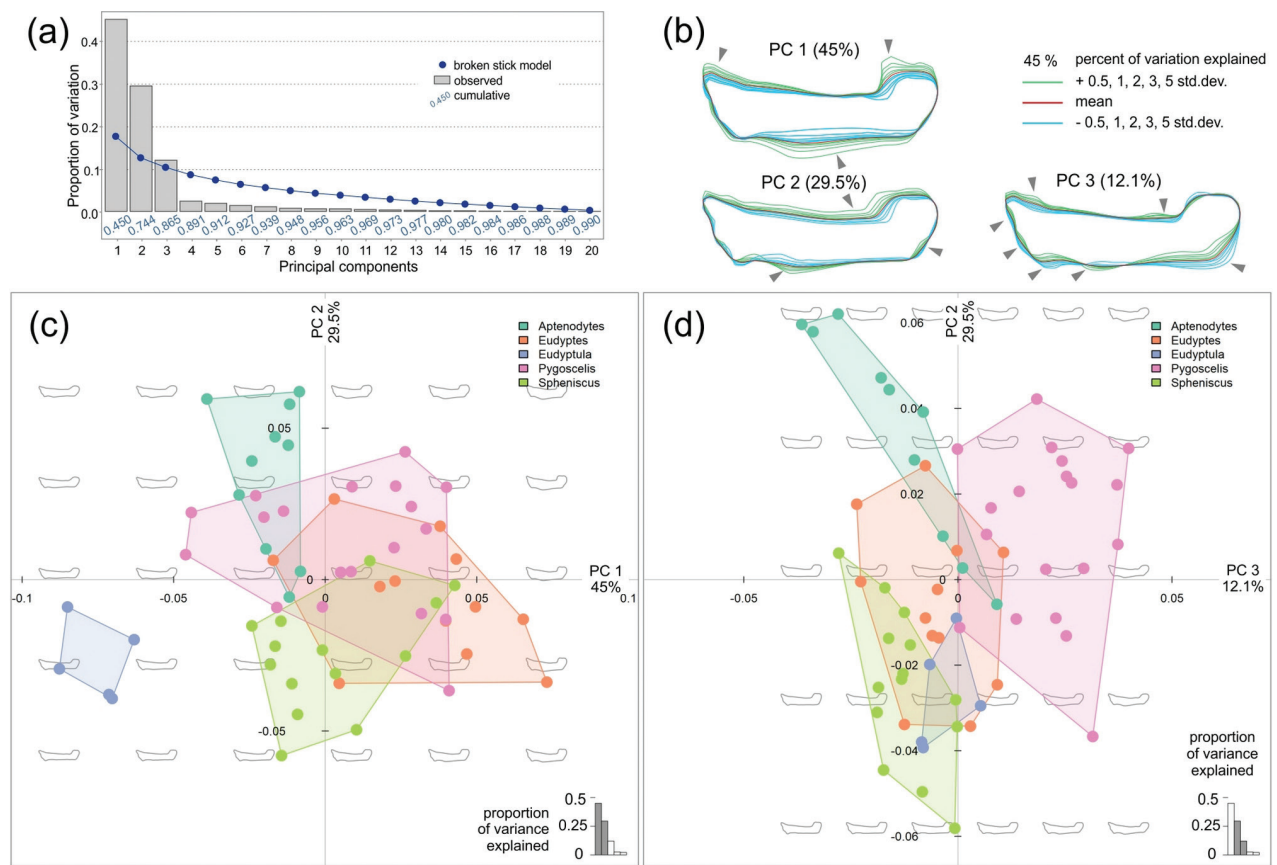 (a)
Proportion of variation
0.4
0.3
0.2
0.1
0.0
broken stick model
observed
0.450 cumulative
0.450 0.744 0.865 0.891 0.912 0.927 0.939 0.948 0.956 0.963 0.969 0.973 0.977 0.980 0.982 0.984 0.986 0.988 0.989 0.990
1 2 3 4 5 6 7 8 9 10 11 12 13 14 15 16 17 18 19 20
Principal components
(b)
PC 1 (45%)
PC 2 (29.5%)
PC 3 (12.1%)
45 % percent of variation explained
+ 0.5, 1, 2, 3, 5 std.dev.
mean
- 0.5, 1, 2, 3, 5 std.dev.
(c)
PC 2
29.5%
Aptenodytes
Eudyptes
Eudyptula
Pygoscelis
Spheniscus
0.05
PC 1
45%
-0.1
-0.05
0
0.05
0.1
-0.05
proportion
of variance
explained
0.5
0.25
0
(d)
PC 2
29.5%
Aptenodytes
Eudyptes
Eudyptula
Pygoscelis
Spheniscus
0.06
0.04
0.02
PC 3
12.1%
-0.05
0
0.05
-0.02
-0.04
-0.06
proportion
of variance
explained
0.5
0.25
0